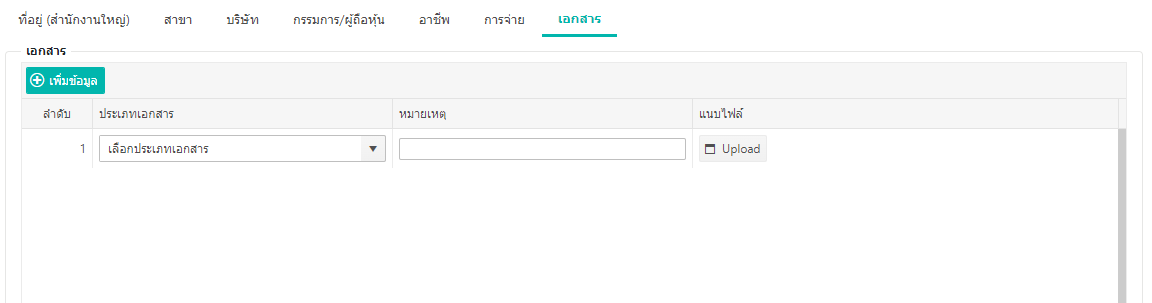 ที่อยู่ (สำนักงานใหญ่) สาขา บริษัท กรรมการ/ผู้ถือหุ้น อาชีพ การจ่าย เอกสาร
เอกสาร
เพิ่มข้อมูล
ลำดับ ประเภทเอกสาร หมายเหตุ แนบไฟล์
1 เลือกประเภทเอกสาร Upload